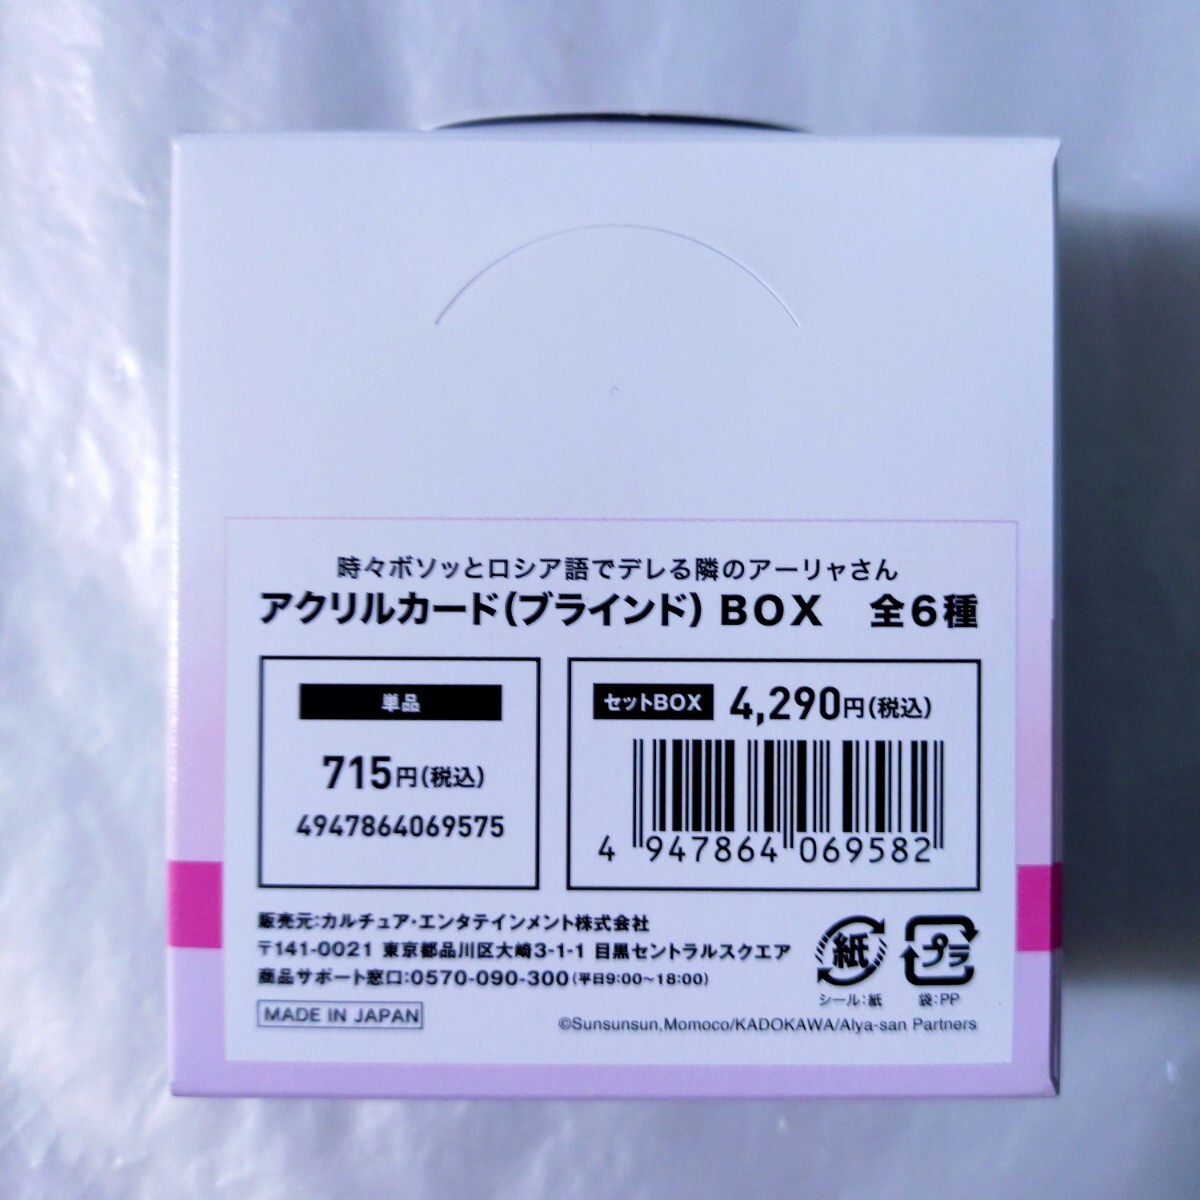 時々ボソッとロシア語でデレる隣のアーリャさん
アクリルカード(ブラインド) BOX　全6種
単品
715円(税込)
4947864069575
セットBOX 4,290円(税込)
4 947864 069582
販売元:カルチュア・エンタテインメント株式会社
〒141-0021 東京都品川区大崎3-1-1 目黒セントラルスクエア
商品サポート窓口:0570-090-300(平日9:00~18:00)
MADE IN JAPAN
紙
シール:紙
プラ
袋:PP
©Sunsunsun,Momoco/KADOKAWA/Alya-san Partners